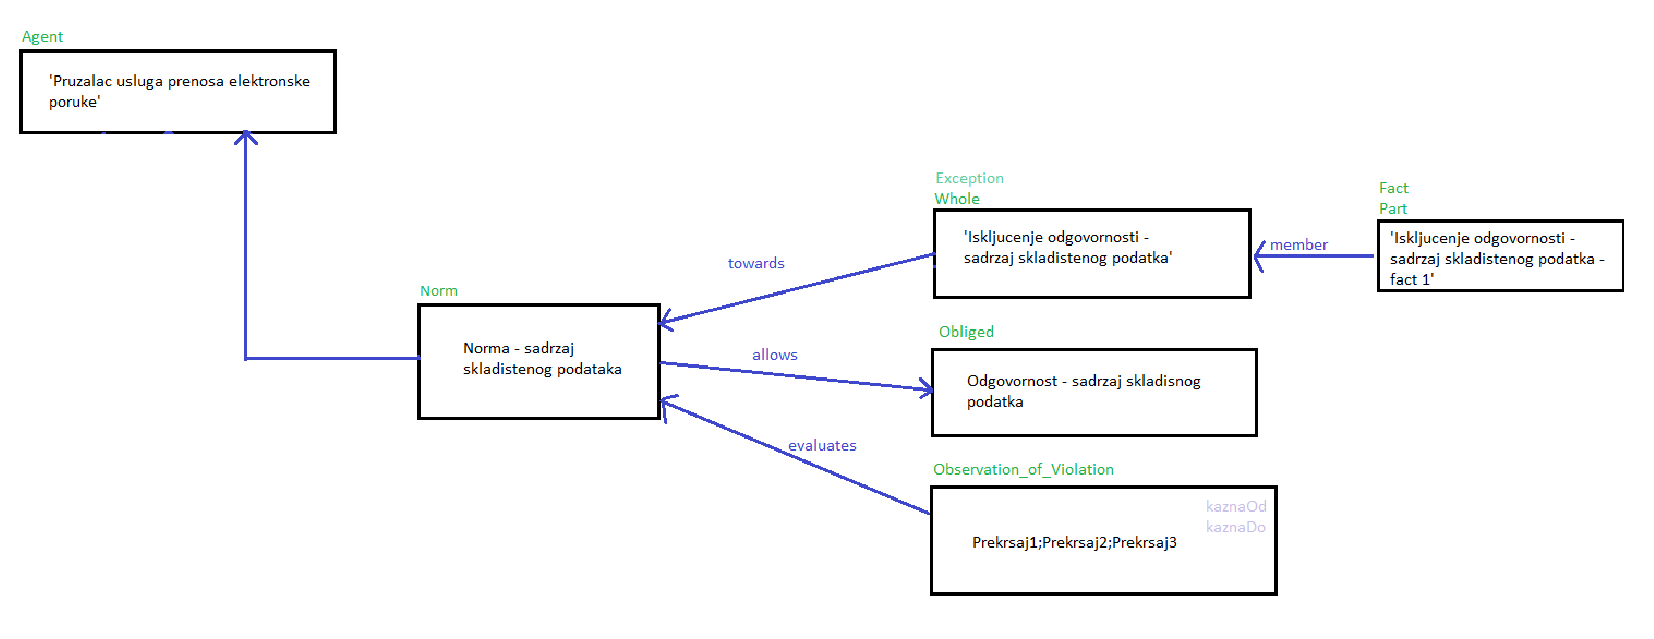 Agent
'Pruzalac usluga prenosa elektronske
poruke'
Exception
Whole
'Iskljucenje odgovornosti -
sadrzaj skladistenog podatka'
Fact
Part
'Iskljucenje odgovornosti -
sadrzaj skladistenog podatka -
fact 1'
member
towards
Norm
Norma - sadrzaj
skladistenog podataka
allows
Obliged
Odgovornost - sadrzaj skladisnog
podatka
evaluates
Observation_of_Violation
kaznaOd
kaznaDo
Prekrsaj1;Prekrsaj2;Prekrsaj3